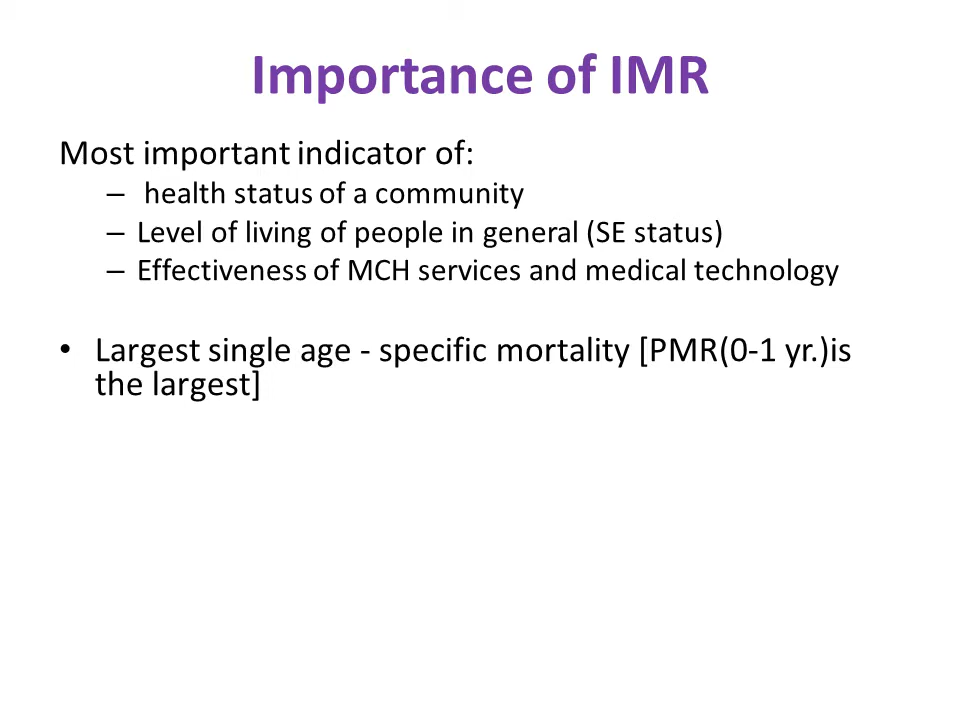 Importance of IMR
Most important indicator of:
– health status of a community
– Level of living of people in general (SE status)
– Effectiveness of MCH services and medical technology
• Largest single age - specific mortality [PMR(0-1 yr.)is
the largest]